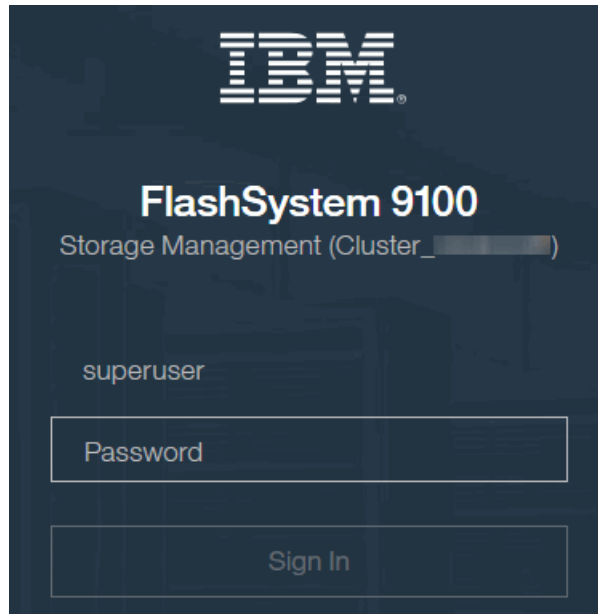 IBM®
FlashSystem 9100
Storage Management (Cluster_ )
superuser
Password
Sign In